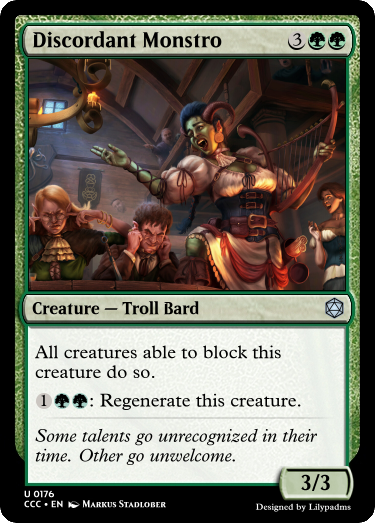 Discordant Monstro 3
Creature — Troll Bard
All creatures able to block this
creature do so.
1: Regenerate this creature.
Some talents go unrecognized in their
time. Other go unwelcome.
3/3
U 0176
CCC • EN Markus Stadlober
Designed by Lilypadms